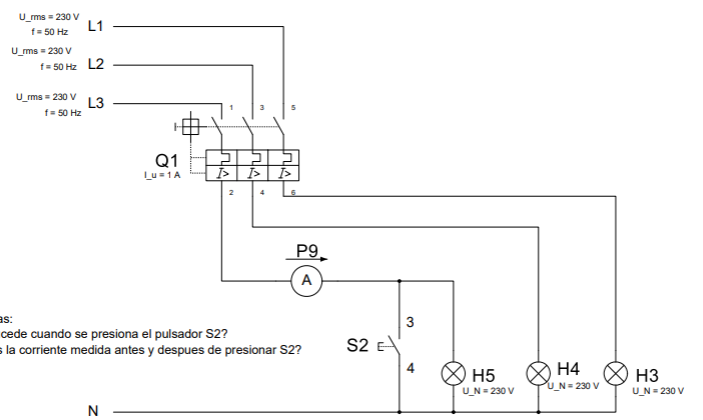 U_rms = 230 V
f = 50 Hz
L1
U_rms = 230 V
f = 50 Hz
L2
U_rms = 230 V
f = 50 Hz
L3
1
3
5
Q1
I_u = 1 A
I>
I>
I>
2
4
6
P9
A
as:
cede cuando se presiona el pulsador S2?
s la corriente medida antes y despues de presionar S2?
3
S2
4
H5
U_N = 230 V
H4
U_N = 230 V
H3
U_N = 230 V
N